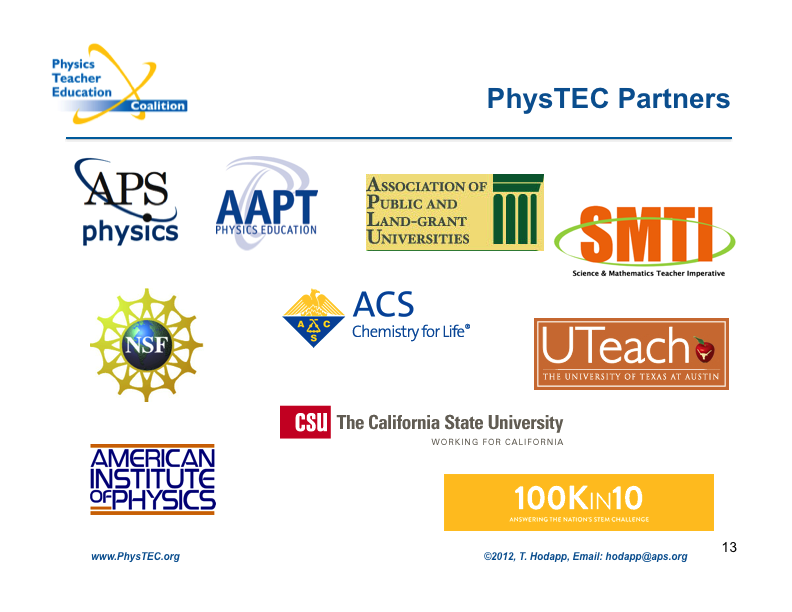 Physics
Teacher
Education
Coalition
PhysTEC Partners
APS
physics
AAPT
PHYSICS EDUCATION
ASSOCIATION OF
PUBLIC AND
LAND-GRANT
UNIVERSITIES
SMTI
Science & Mathematics Teacher Imperative
NSF
A C S
ACS
Chemistry for Life®
UTeach
THE UNIVERSITY OF TEXAS AT AUSTIN
CSU The California State University
WORKING FOR CALIFORNIA
AMERICAN
INSTITUTE
OF PHYSICS
100KIN10
ANSWERING THE NATION'S STEM CHALLENGE
www.PhysTEC.org
©2012, T. Hodapp, Email: hodapp@aps.org
13